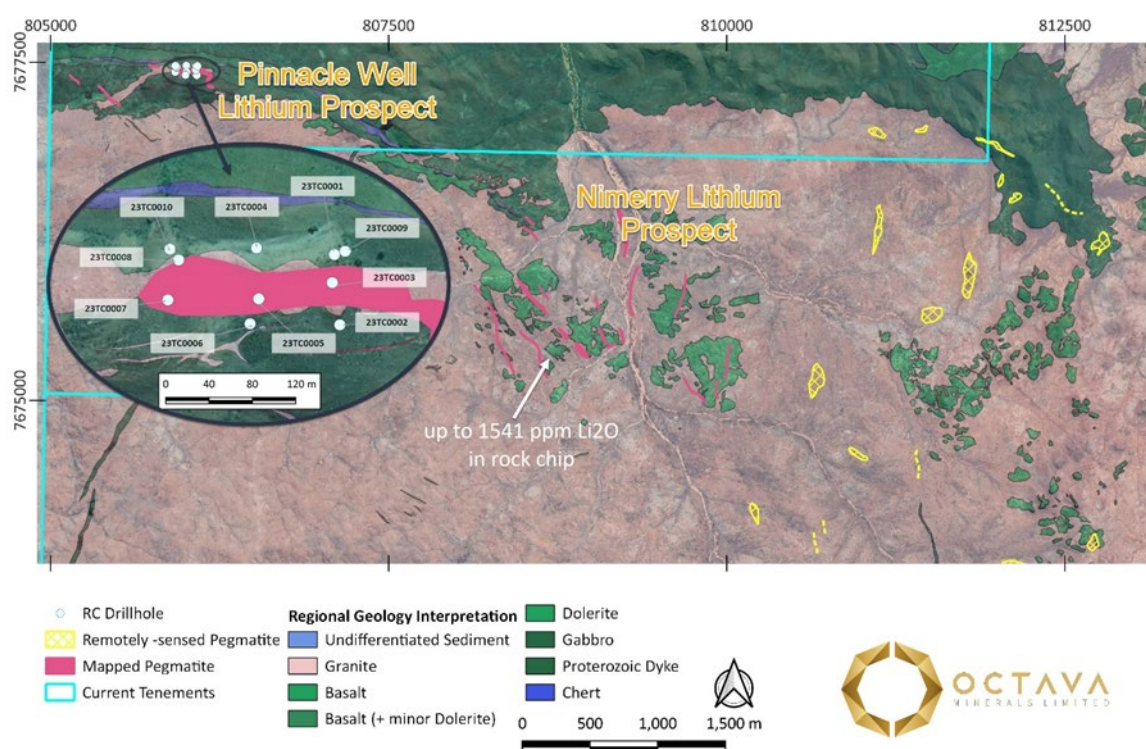 805000
807500
810000
812500
7677500
7675000
Pinnacle Well
Lithium Prospect
Nimerry Lithium
Prospect
23TC0001
23TC0010
23TC0004
23TC0009
23TC0008
23TC0003
23TC0007
23TC0002
23TC0006
23TC0005
0 40 80 120 m
up to 1541 ppm Li2O
in rock chip
RC Drillhole
Remotely -sensed Pegmatite
Mapped Pegmatite
Current Tenements
Regional Geology Interpretation
Undifferentiated Sediment
Granite
Basalt
Basalt (+ minor Dolerite)
Dolerite
Gabbro
Proterozoic Dyke
Chert
0 500 1,000 1,500 m
OCTAVA
MINERALS LIMITED